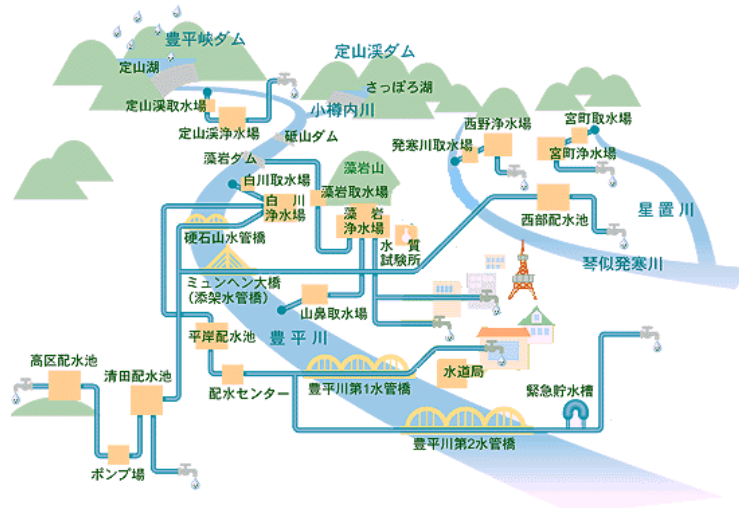 豊平峡ダム
定山渓ダム
定山湖
さっぽろ湖
定山渓取水場
小樽内川
定山渓浄水場
砥山ダム
西野浄水場
宮町取水場
発寒川取水場
宮町浄水場
藻岩ダム
藻岩山
白川取水場
藻岩取水場
白川
浄水場
藻岩
浄水場
西部配水池
星置川
水質
試験所
硬石山水管橋
琴似発寒川
ミュンヘン大橋
(添架水管橋)
山鼻取水場
豊平川
平岸配水池
高区配水池
清田配水池
配水センター
豊平川第1水管橋
水道局
緊急貯水槽
豊平川第2水管橋
ポンプ場